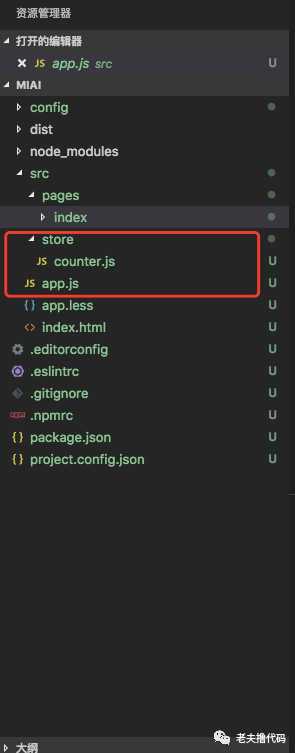 资源管理器
打开的编辑器
JS app.js src U
MIAI
config
dist
node_modules
src
pages
index
store
JS counter.js U
JS app.js U
{} app.less U
<> index.html U
.editorconfig U
.eslintrc U
.gitignore U
npm .npmrc U
{} package.json U
{} project.config.json U
老夫撸代码
大纲